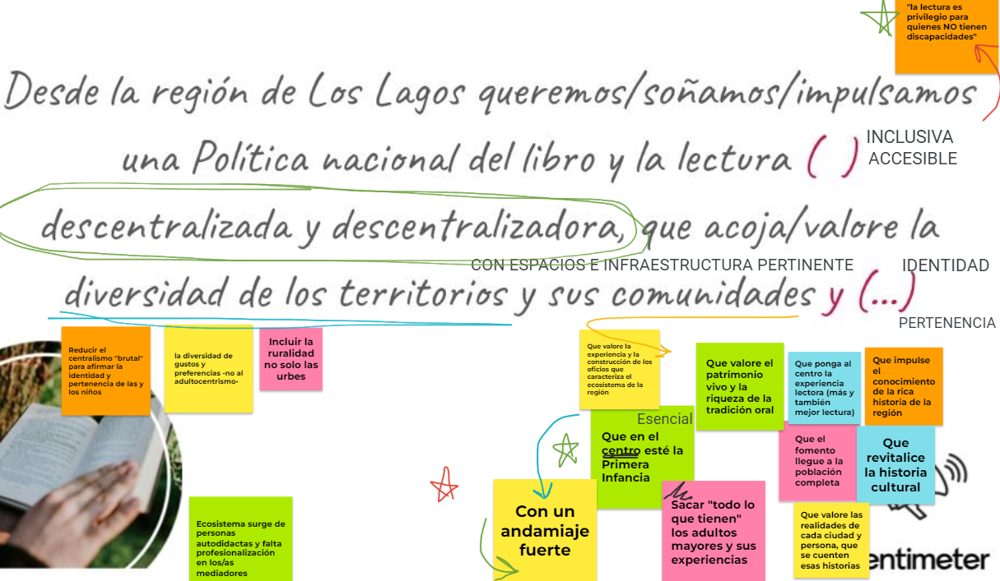 "la lectura es
privilegio para
quienes NO tienen
discapacidades"
Desde la región de Los Lagos queremos/soñamos/impulsamos
una Política nacional del libro y la lectura ( )
INCLUSIVA
ACCESIBLE
descentralizada y descentralizadora, que acoja/valore la
CON ESPACIOS E INFRAESTRUCTURA PERTINENTE
IDENTIDAD
diversidad de los territorios y sus comunidades y (...)
PERTENENCIA
Reducir el
centralismo "brutal"
para afirmar la
identidad y
pertenencia de las y
los niños
la diversidad de
gustos y
preferencias -no al
adultocentrismo-
Incluir la
ruralidad
no solo las
urbes
Que valore la
experiencia y la
construcción de los
oficios que
caracteriza el
ecosistema de la
región
Que valore el
patrimonio
vivo y la
riqueza de la
tradición oral
Que ponga al
centro la
experiencia
lectora (más y
también
mejor lectura)
Que impulse
el
conocimiento
de la rica
historia de la
región
Esencial
Que en el
centro esté la
Primera
Infancia
Que el
fomento
llegue a la
población
completa
Que
revitalice
la historia
cultural
Ecosistema surge de
personas
autodidactas y falta
profesionalización
en los/as
mediadores
Con un
andamiaje
fuerte
Sacar "todo lo
que tienen"
los adultos
mayores y sus
experiencias
Que valore las
realidades de
cada ciudad y
persona, que
se cuenten
esas historias
entimeter